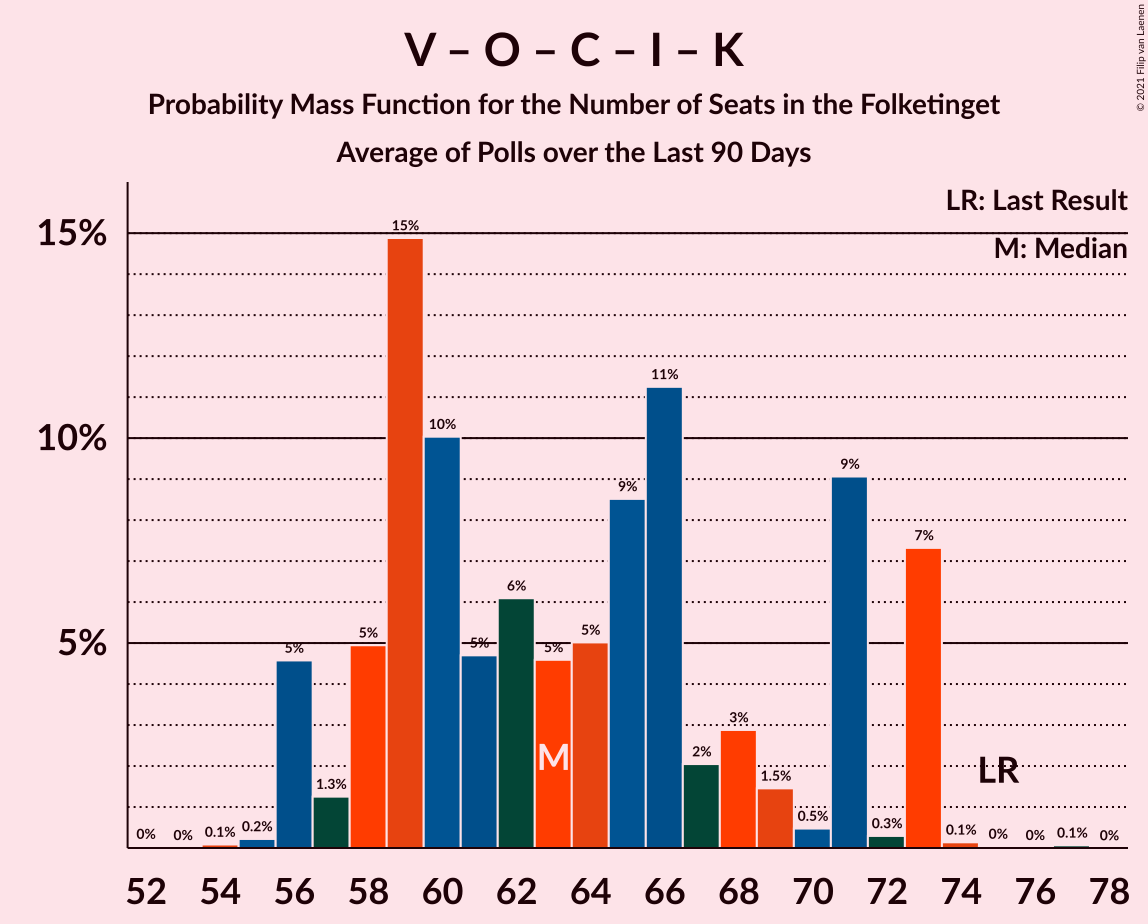 V – O – C – I – K
Probability Mass Function for the Number of Seats in the Folketinget
Average of Polls over the Last 90 Days
© 2021 Filip van Laenen
LR: Last Result
M: Median
15%
10%
5%
0% 0% 0.1% 0.2% 5% 1.3% 5% 15% 10% 5% 6% 5% 5% 9% 11% 2% 3% 1.5% 0.5% 9% 0.3% 7% 0.1% 0% 0% 0.1% 0%
M
LR
52 54 56 58 60 62 64 66 68 70 72 74 76 78